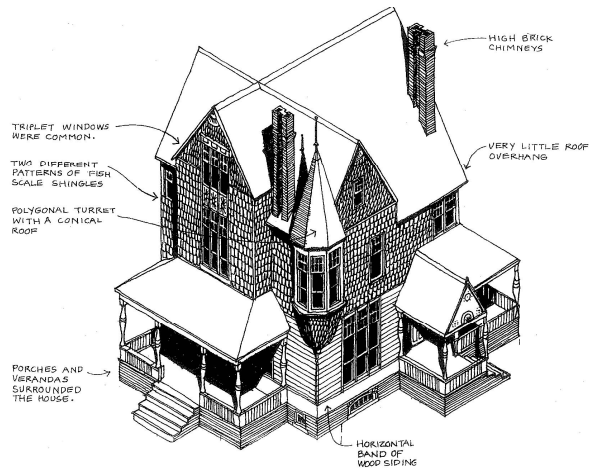 HIGH BRICK
CHIMNEYS
TRIPLET WINDOWS
WERE COMMON.
VERY LITTLE ROOF
OVERHANG
TWO DIFFERENT
PATTERNS OF FISH
SCALE SHINGLES
POLYGONAL TURRET
WITH A CONICAL
ROOF
PORCHES AND
VERANDAS
SURROUNDED
THE HOUSE.
HORIZONTAL
BAND OF
WOOD SIDING